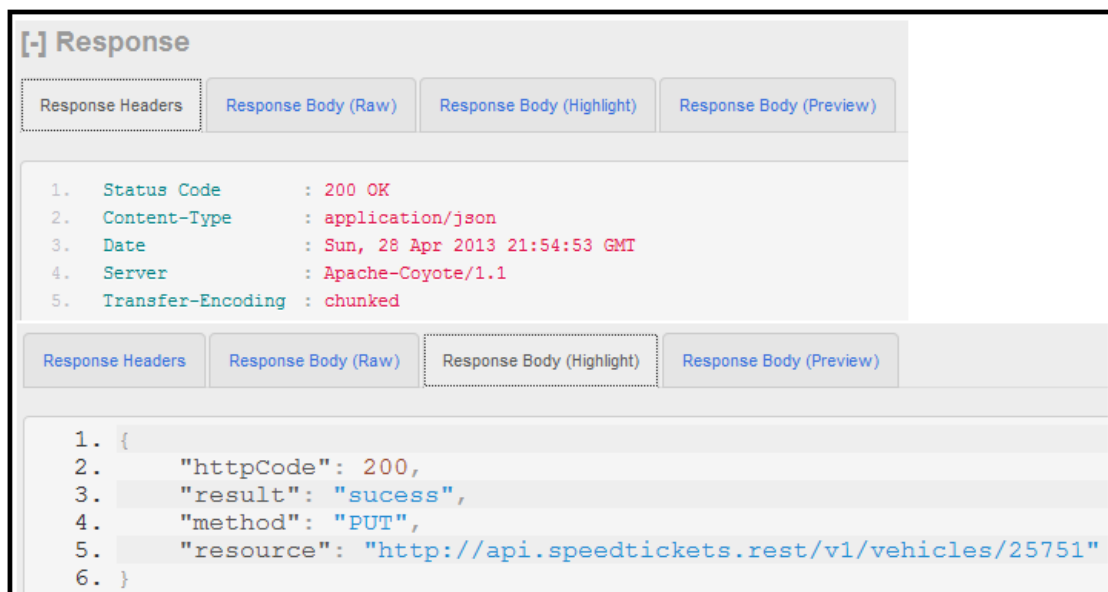 [-] Response
Response Headers Response Body (Raw) Response Body (Highlight) Response Body (Preview)
1. Status Code : 200 OK
2. Content-Type : application/json
3. Date : Sun, 28 Apr 2013 21:54:53 GMT
4. Server : Apache-Coyote/1.1
5. Transfer-Encoding : chunked
Response Headers Response Body (Raw) Response Body (Highlight) Response Body (Preview)
1. {
2. "httpCode": 200,
3. "result": "sucess",
4. "method": "PUT",
5. "resource": "http://api.speedtickets.rest/v1/vehicles/25751"
6. }